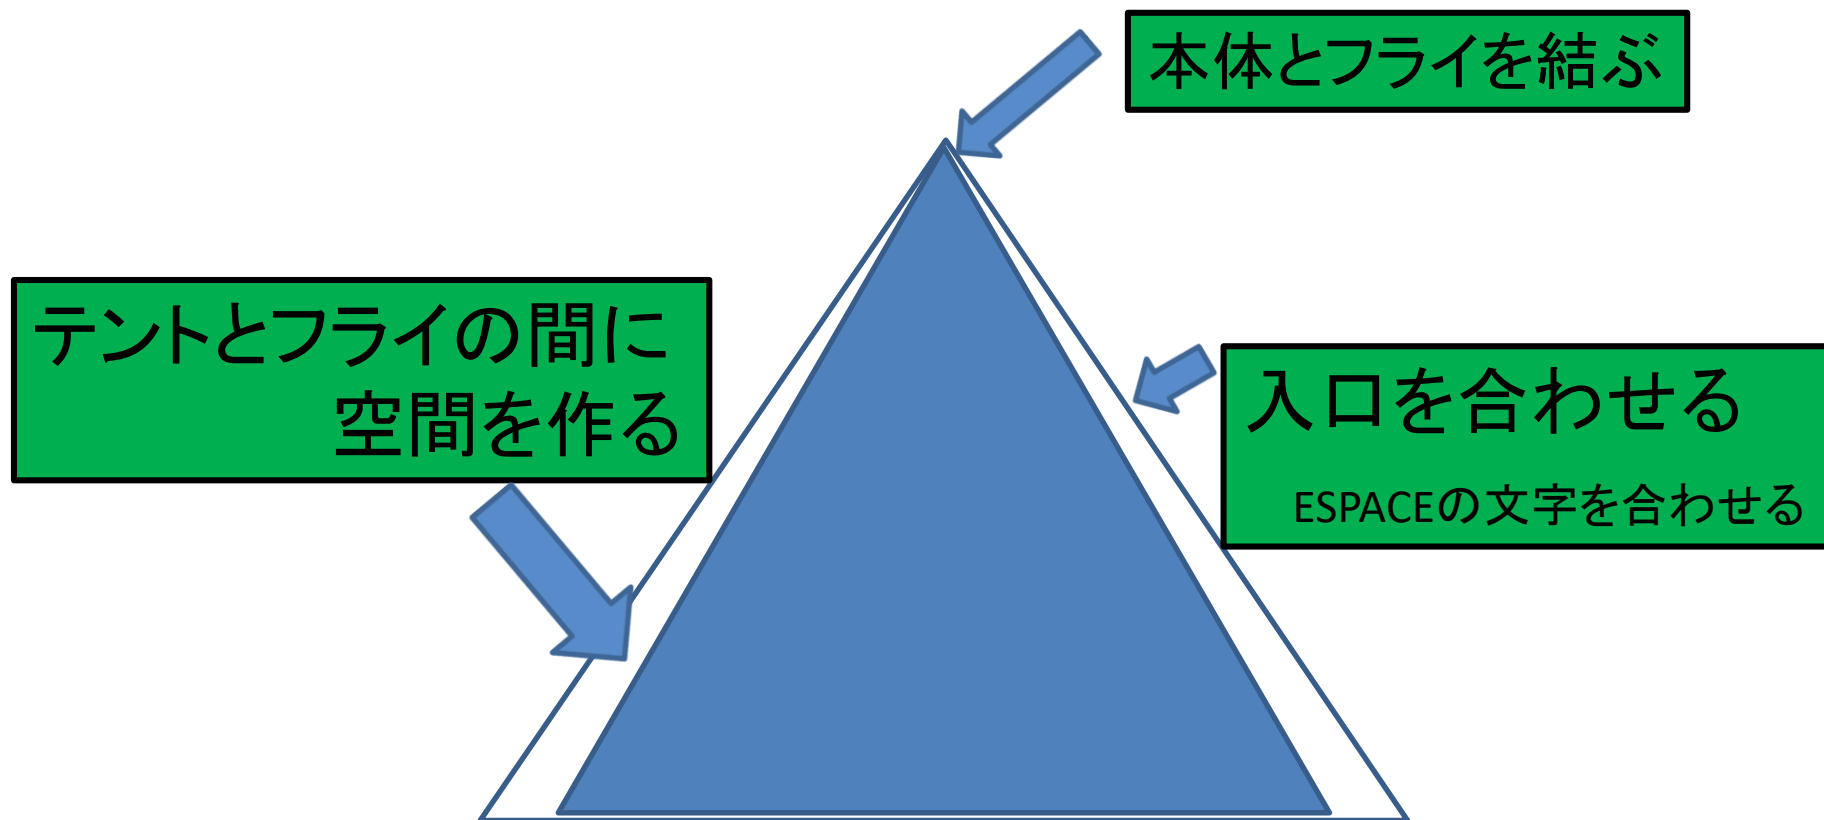 本体とフライを結ぶ
テントとフライの間に
空間を作る
入口を合わせる
ESPACEの文字を合わせる